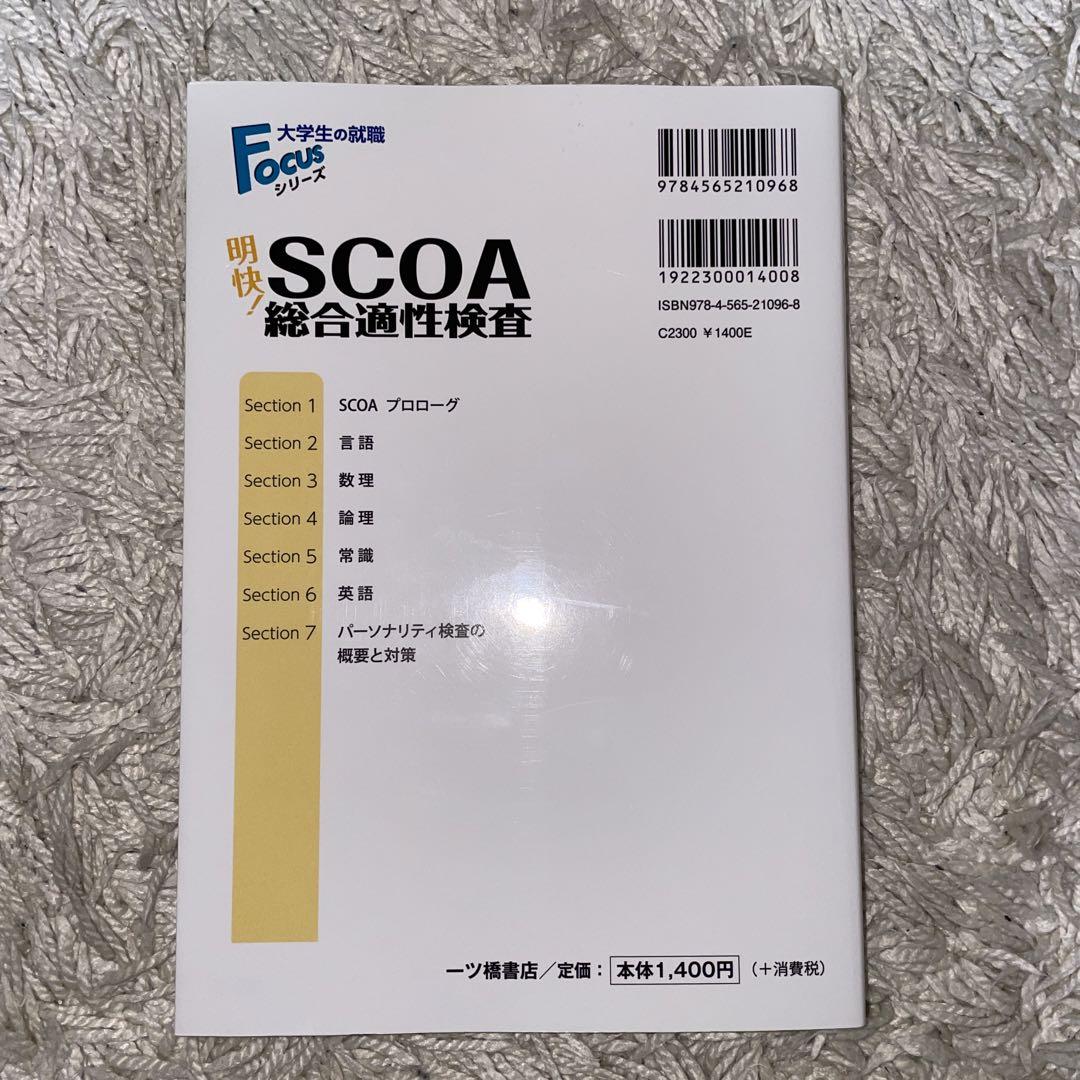 大学生の就職
Focus
シリーズ
明快!
SCOA
総合適性検査
9784565210968
1922300014008
ISBN978-4-565-21096-8
C2300 ¥1400E
Section 1 SCOA プロローグ
Section 2 言語
Section 3 数理
Section 4 論理
Section 5 常識
Section 6 英語
Section 7 パーソナリティ検査の
概要と対策
一ツ橋書店/定価: 本体1,400円 (+消費税)